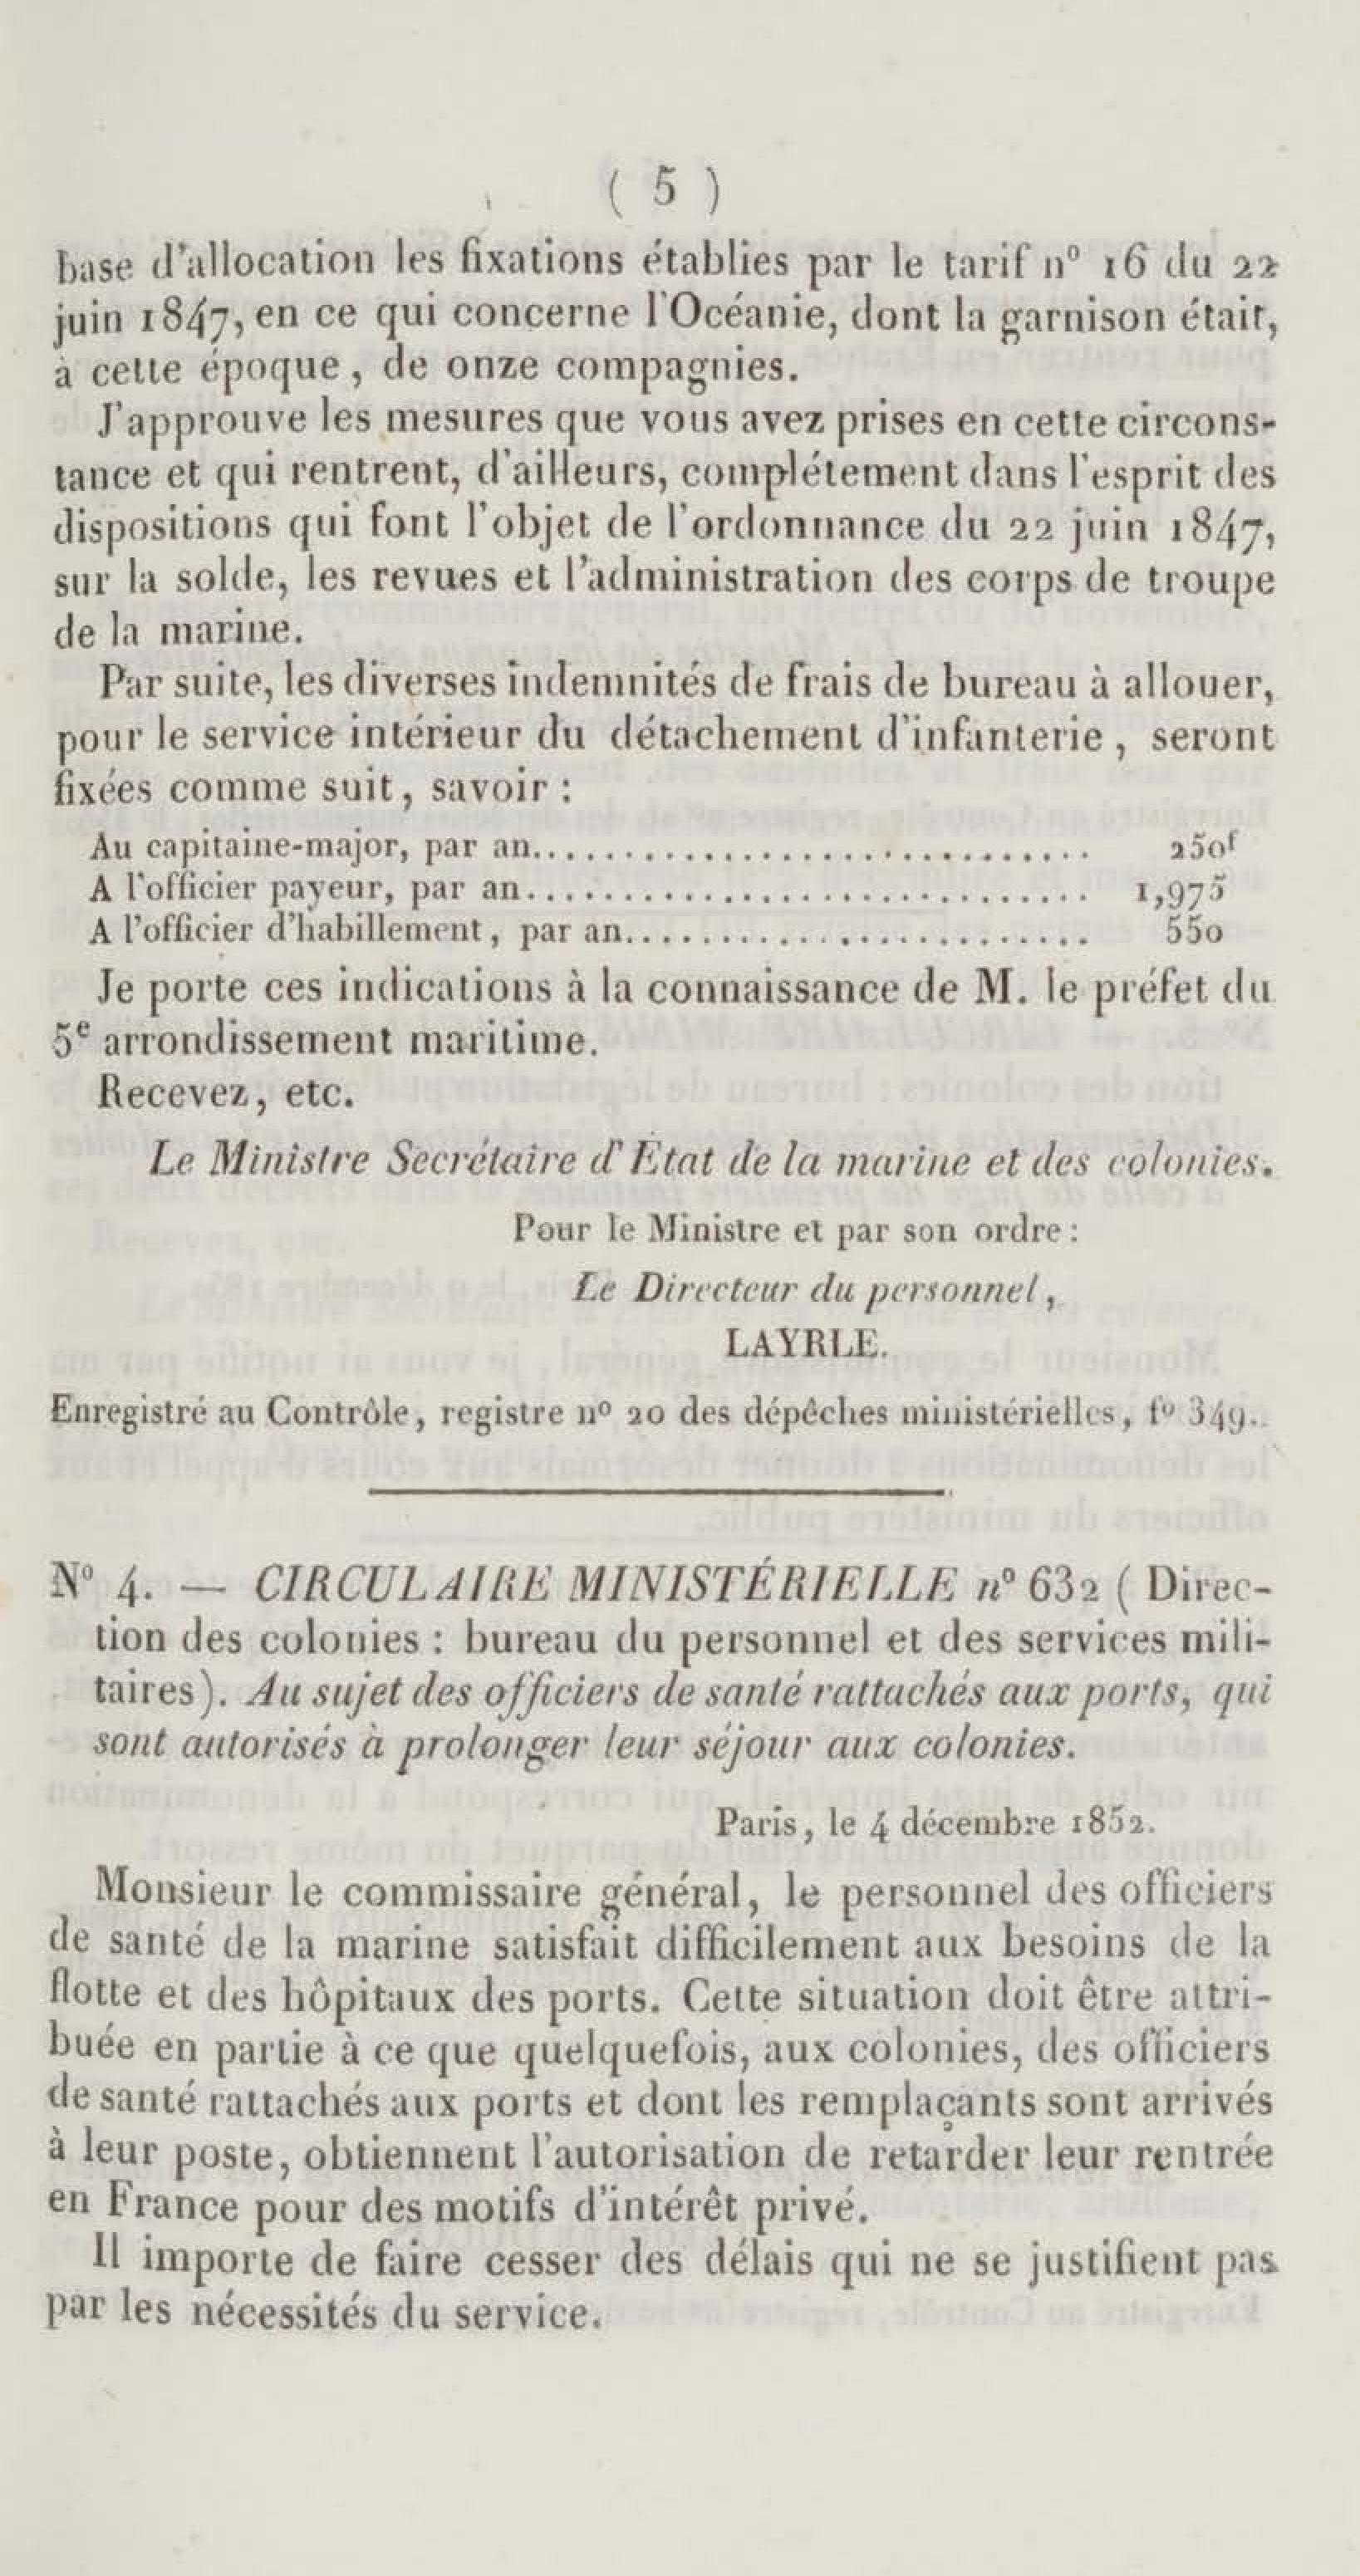 ( 5 )
base d'allocation les fixations établies par le tarif n° 16 du 22
juin 1847, en ce qui concerne l'Océanie, dont la garnison était,
à cette époque, de onze compagnies.
J'approuve les mesures que vous avez prises en cette circons-
tance et qui rentrent, d'ailleurs, complétement dans l'esprit des
dispositions qui font l'objet de l'ordonnance du 22 juin 1847,
sur la solde, les revues et l'administration des corps de troupe
de la marine.
Par suite, les diverses indemnités de frais de bureau à allouer,
pour le service intérieur du détachement d'infanterie, seront
fixées comme suit, savoir :
Au capitaine-major, par an................................ 250f
A l'officier payeur, par an................................ 1,975
A l'officier d'habillement, par an.......................... 550
Je porte ces indications à la connaissance de M. le préfet du
5e arrondissement maritime.
Recevez, etc.
Le Ministre Secrétaire d'État de la marine et des colonies.
Pour le Ministre et par son ordre :
Le Directeur du personnel,
LAYRLE.
Enregistré au Contrôle, registre n° 20 des dépêches ministérielles, f° 349.
N° 4. — CIRCULAIRE MINISTÉRIELLE n° 632 ( Direc-
tion des colonies : bureau du personnel et des services mili-
taires). Au sujet des officiers de santé rattachés aux ports, qui
sont autorisés à prolonger leur séjour aux colonies.
Paris, le 4 décembre 1852.
Monsieur le commissaire général, le personnel des officiers
de santé de la marine satisfait difficilement aux besoins de la
flotte et des hôpitaux des ports. Cette situation doit être attri-
buée en partie à ce que quelquefois, aux colonies, des officiers
de santé rattachés aux ports et dont les remplaçants sont arrivés
à leur poste, obtiennent l'autorisation de retarder leur rentrée
en France pour des motifs d'intérêt privé.
Il importe de faire cesser des délais qui ne se justifient pas
par les nécessités du service.